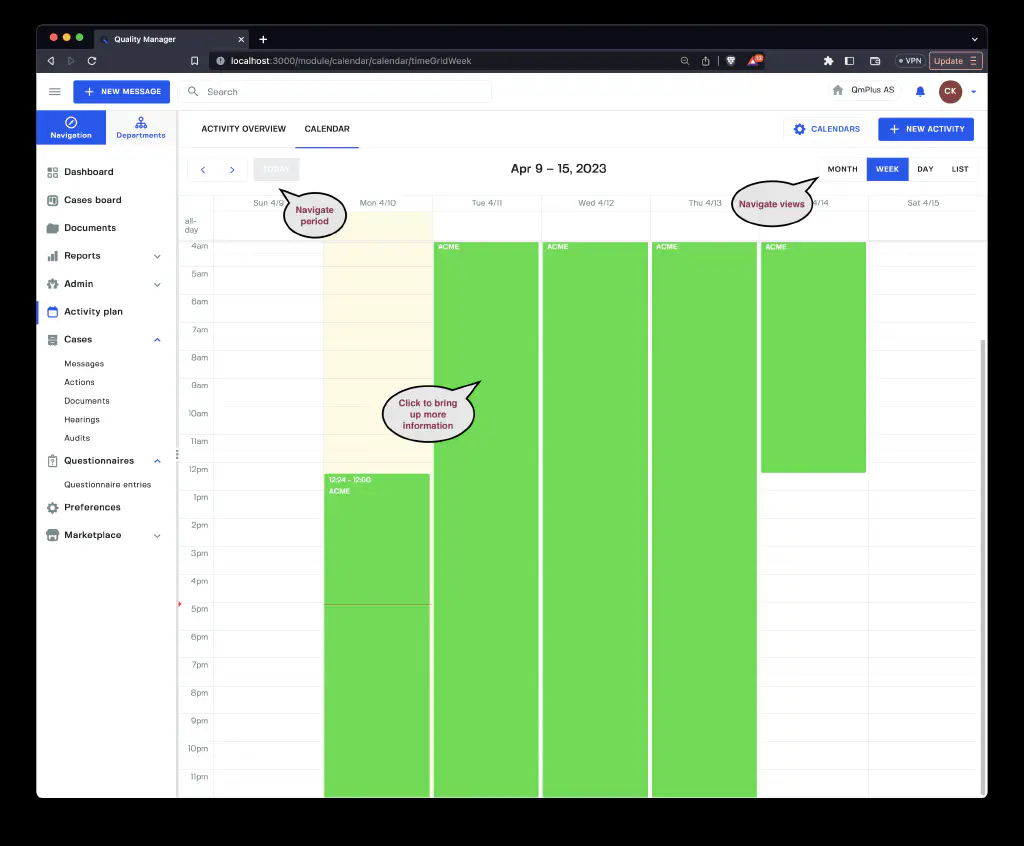 Quality Manager
localhost:3000/module/calendar/calendar/timeGridWeek
VPN
Update
NEW MESSAGE
Search
QmPlus AS
CK
Navigation
Departments
ACTIVITY OVERVIEW
CALENDAR
CALENDARS
NEW ACTIVITY
Dashboard
Cases board
Documents
Reports
Admin
Activity plan
Cases
Messages
Actions
Documents
Hearings
Audits
Questionnaires
Questionnaire entries
Preferences
Marketplace
TODAY
Apr 9 – 15, 2023
MONTH
WEEK
DAY
LIST
Navigate
period
Navigate views
Sun 4/9
Mon 4/10
Tue 4/11
Wed 4/12
Thu 4/13
4/14
Sat 4/15
all-
day
4am
ACME
ACME
ACME
ACME
5am
6am
7am
8am
9am
Click to bring
up more
information
10am
11am
12pm
12:24 - 12:00
ACME
1pm
2pm
3pm
4pm
5pm
6pm
7pm
8pm
9pm
10pm
11pm